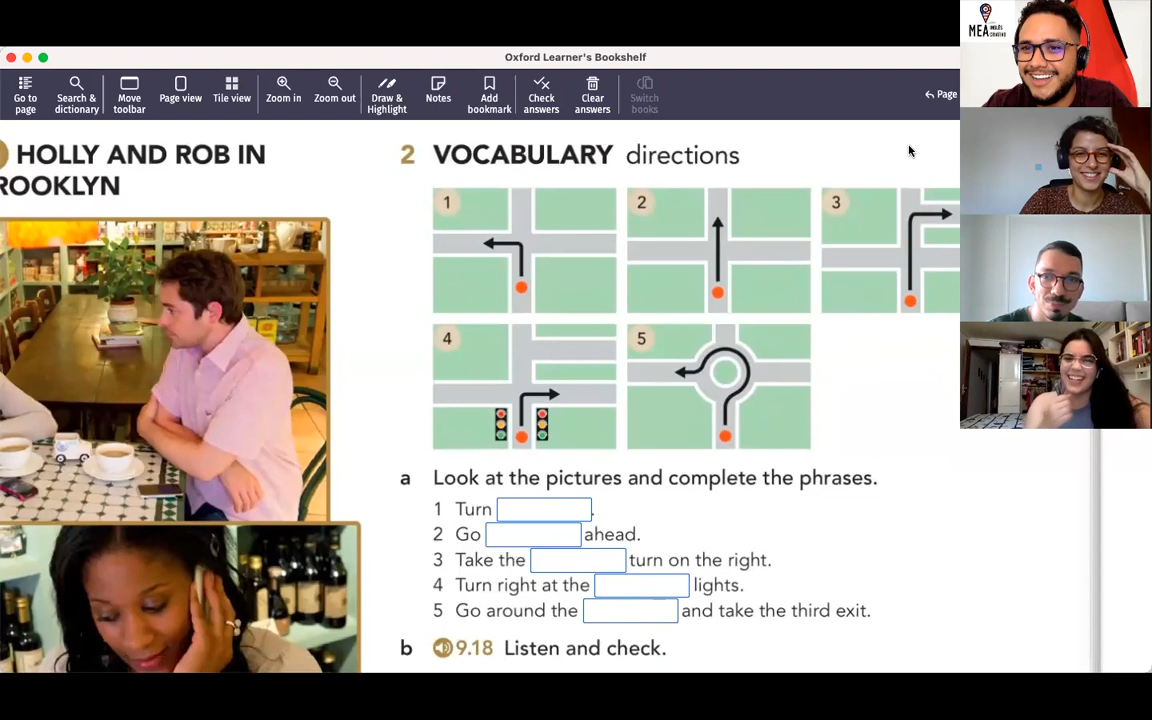 Oxford Learner's Bookshelf
Go to page
Search & dictionary
Move toolbar
Page view
Tile view
Zoom in
Zoom out
Draw & Highlight
Notes
Add bookmark
Check answers
Clear answers
Switch books
Page
MEA INGLÊS CRIATIVO
HOLLY AND ROB IN
ROOKLYN
2 VOCABULARY directions
1
2
3
4
5
a Look at the pictures and complete the phrases.
1 Turn .
2 Go ahead.
3 Take the turn on the right.
4 Turn right at the lights.
5 Go around the and take the third exit.
b 9.18 Listen and check.